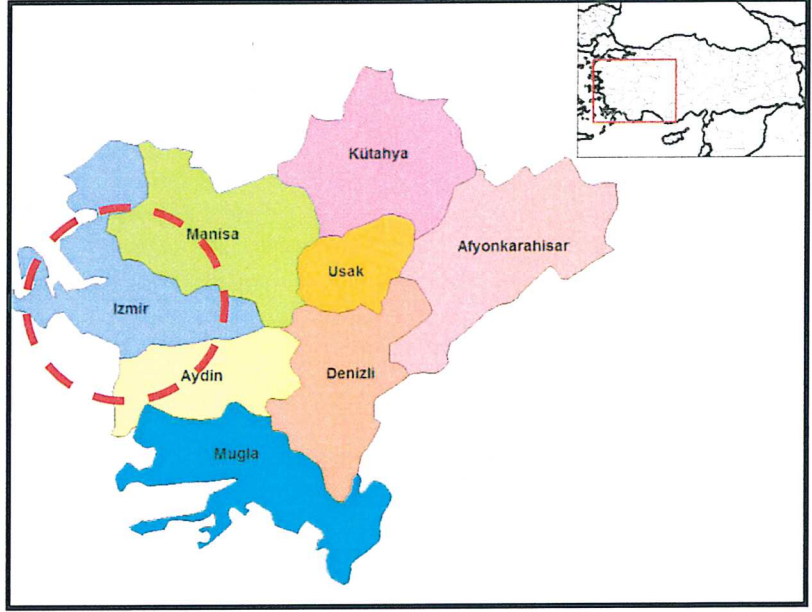 Kütahya
Manisa
Afyonkarahisar
Usak
Izmir
Aydin
Denizli
Mugla